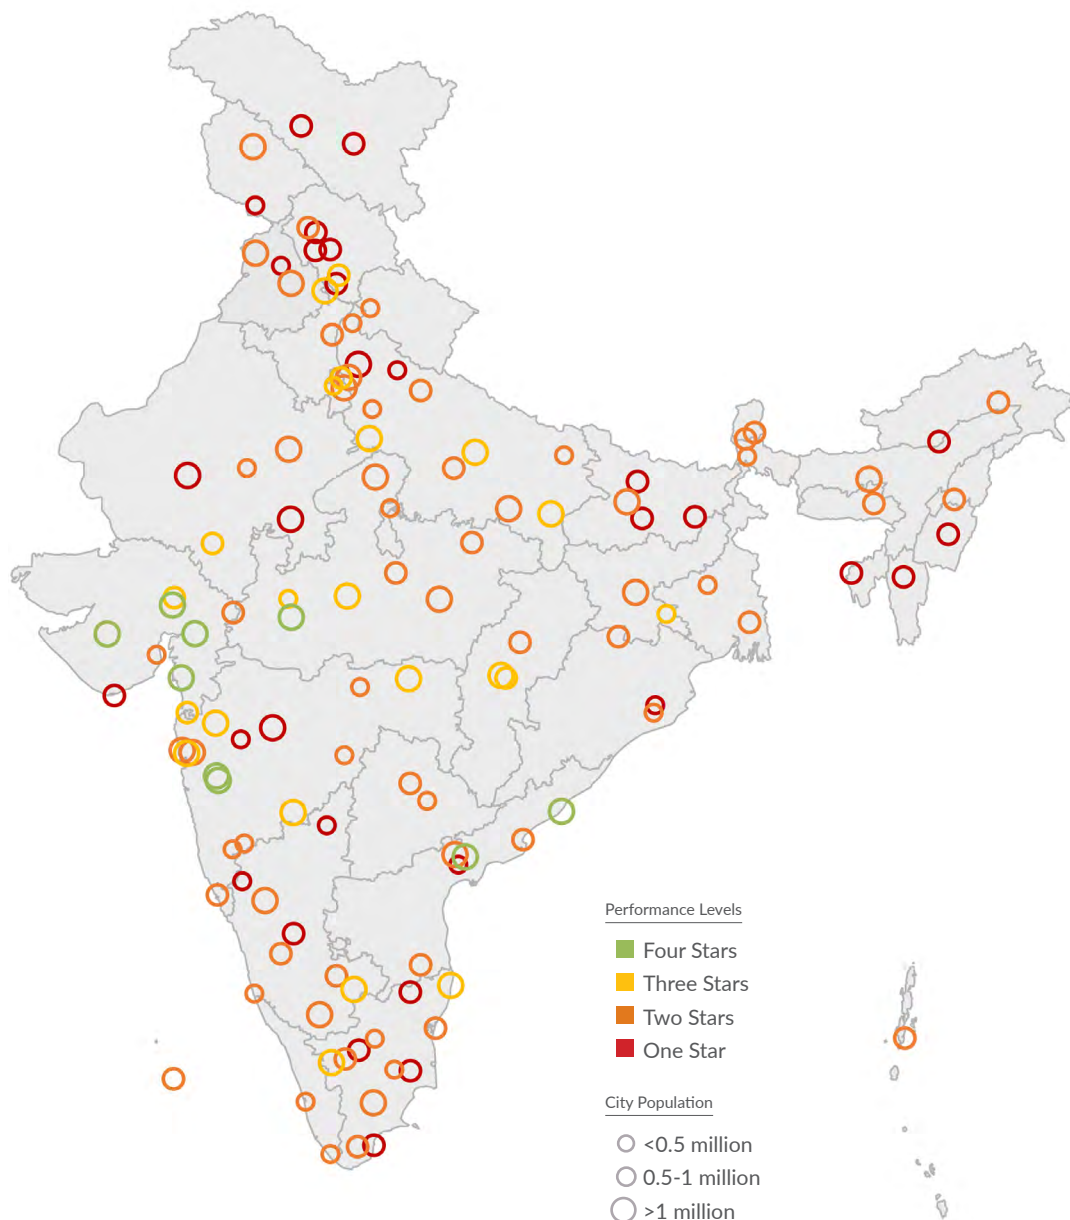 Performance Levels
Four Stars
Three Stars
Two Stars
One Star
City Population
<0.5 million
0.5-1 million
>1 million